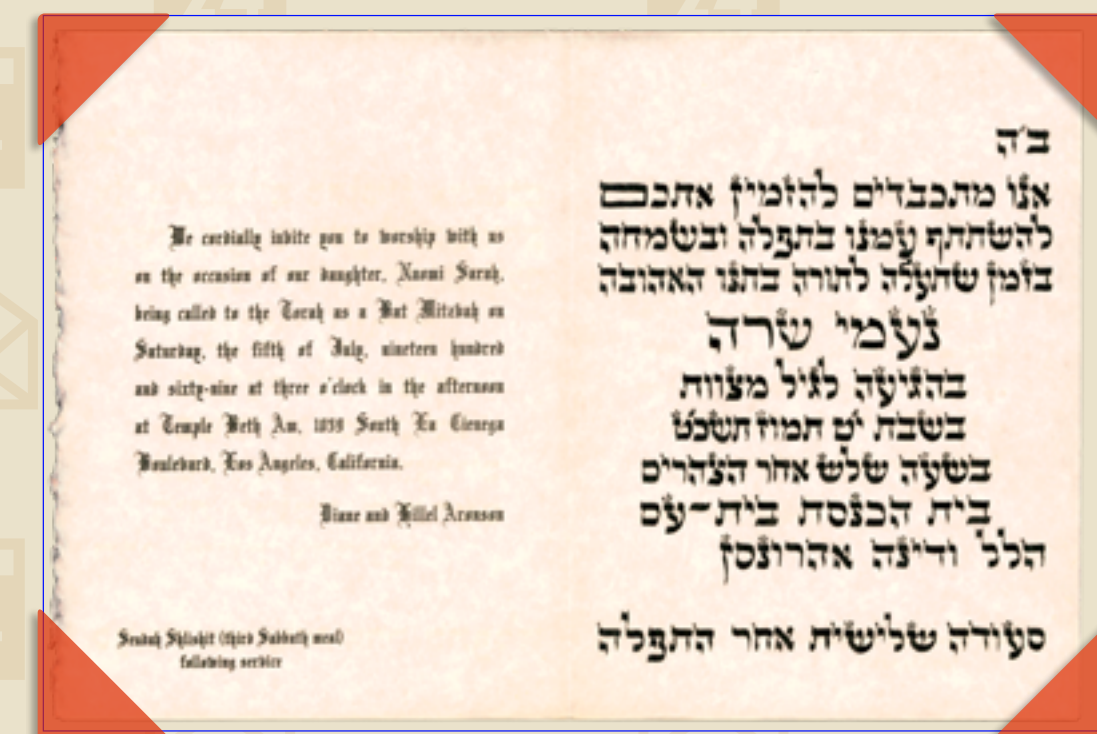 We cordially invite you to worship with us
on the occasion of our daughter, Naomi Sarah,
being called to the Torah as a Bat Mitzvah on
Saturday, the fifth of July, nineteen hundred
and sixty-nine at three o'clock in the afternoon
at Temple Beth Am, 1039 South La Cienega
Boulevard, Los Angeles, California.
Diane and Hillel Aronson
Seudah Shlishit (third Sabbath meal)
following service
ב'ה
אנו מתכבדים להזמין אתכם
להשתתף עמנו בתפלה ובשמחה
בזמן שתעלה לתורה בתנו האהובה
נעמי שרה
בהגיעה לגיל מצוות
בשבת י"ט תמוז תשכ"ט
בשעה שלש אחר הצהרים
בית הכנסת בית-עם
הלל ודינה אהרונסן
סעודה שלישית אחר התפלה